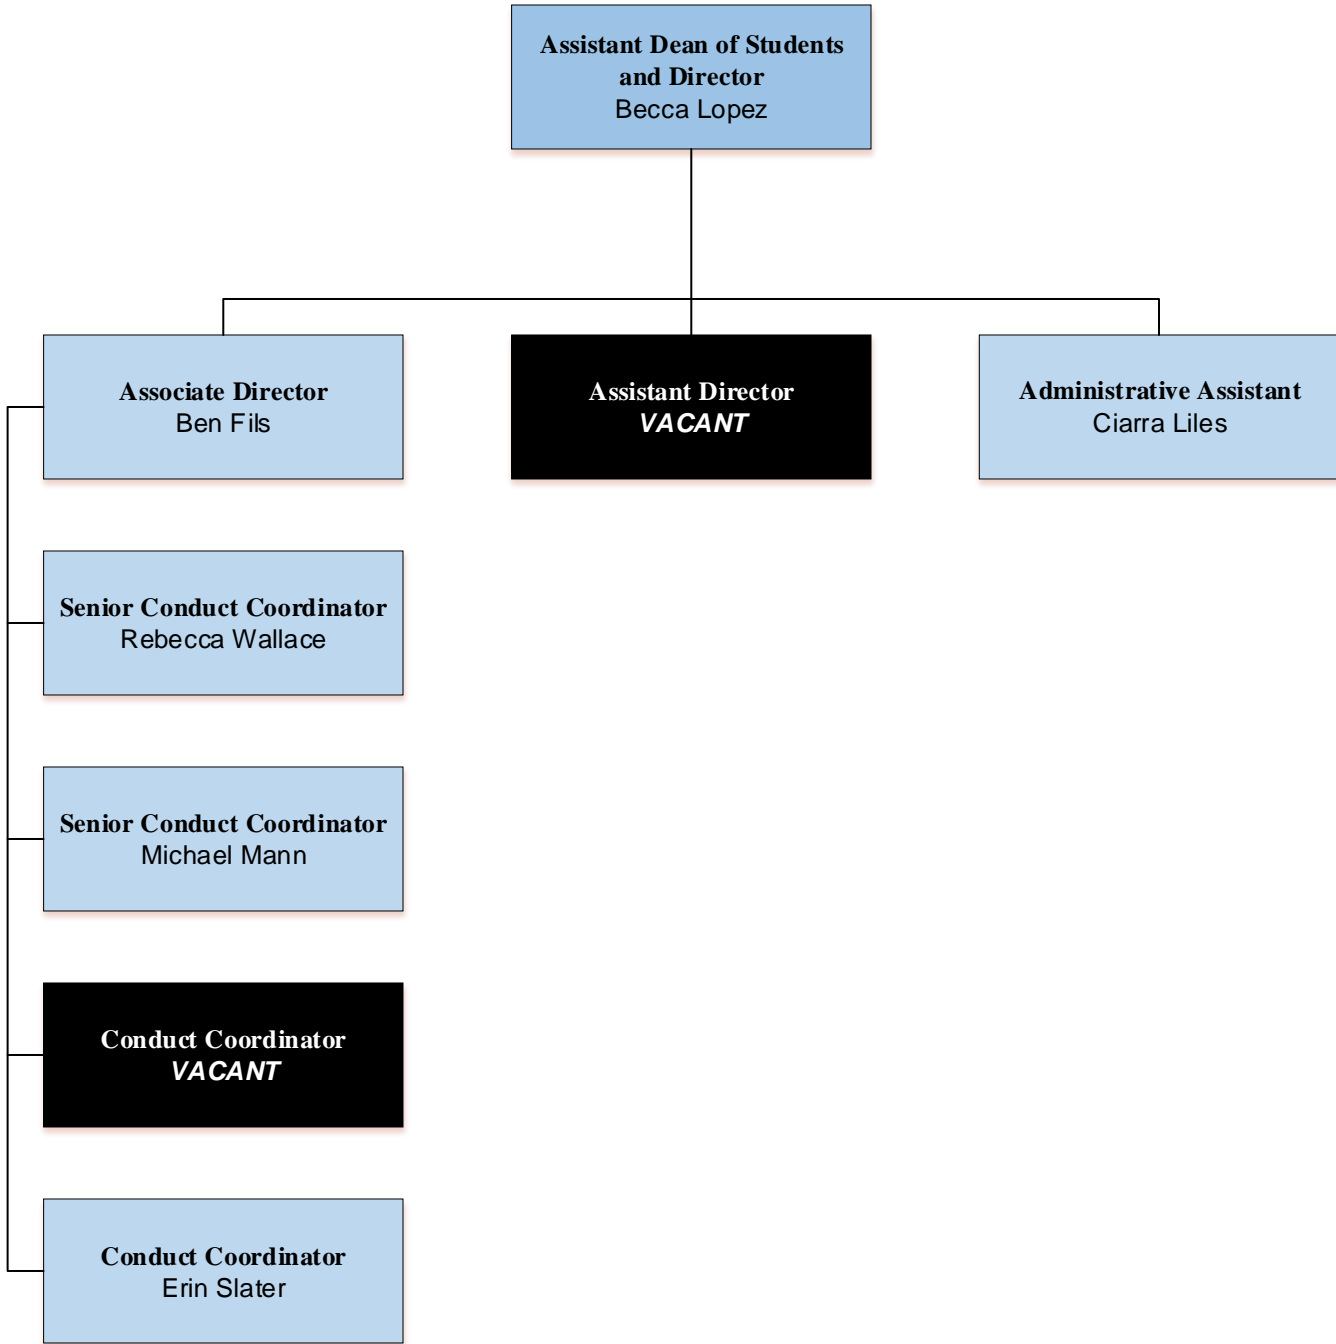 Assistant Dean of Students
and Director
Becca Lopez
Associate Director
Ben Fils
Assistant Director
VACANT
Administrative Assistant
Ciarra Liles
Senior Conduct Coordinator
Rebecca Wallace
Senior Conduct Coordinator
Michael Mann
Conduct Coordinator
VACANT
Conduct Coordinator
Erin Slater